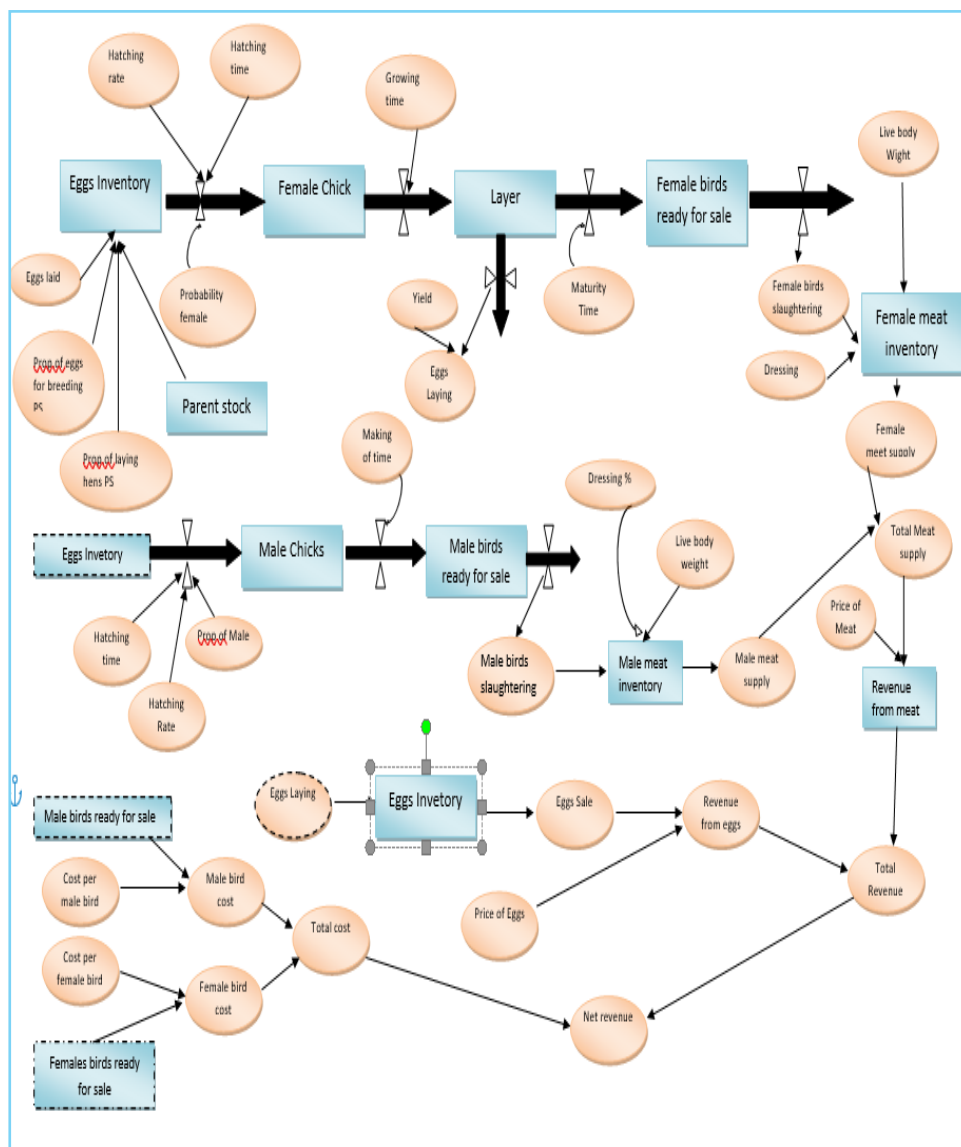 Hatching
rate
Hatching
time
Growing
time
Live body
Wight
Eggs Inventory
Female Chick
Layer
Female birds
ready for sale
Eggs laid
Probability
female
Yield
Maturity
Time
Female birds
slaughtering
Female meat
inventory
Prop of eggs
for breeding
PS
Parent stock
Eggs
Laying
Dressing
Prop of laying
hens PS
Making
of time
Female
meet supply
Dressing %
Eggs Invetory
Male Chicks
Male birds
ready for sale
Live body
weight
Total Meat
supply
Price of
Meat
Hatching
time
Prop of Male
Hatching
Rate
Male birds
slaughtering
Male meat
inventory
Male meat
supply
Revenue
from meat
Eggs Laying
Eggs Invetory
Eggs Sale
Revenue
from eggs
Male birds ready for sale
Cost per
male bird
Male bird
cost
Price of Eggs
Total
Revenue
Total cost
Cost per
female bird
Female bird
cost
Net revenue
Females birds ready
for sale